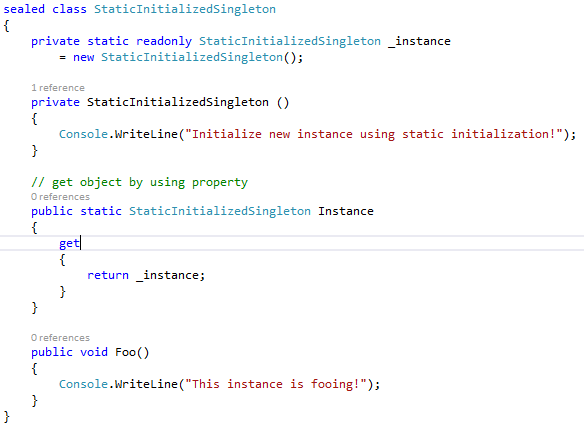 sealed class StaticInitializedSingleton
{
    private static readonly StaticInitializedSingleton _instance
        = new StaticInitializedSingleton();

    1 reference
    private StaticInitializedSingleton ()
    {
        Console.WriteLine("Initialize new instance using static initialization!");
    }

    // get object by using property
    0 references
    public static StaticInitializedSingleton Instance
    {
        get
        {
            return _instance;
        }
    }

    0 references
    public void Foo()
    {
        Console.WriteLine("This instance is fooing!");
    }
}